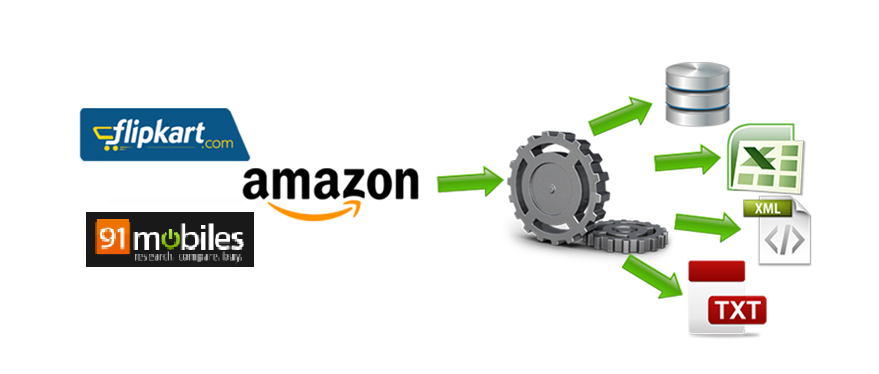 flipkart.com
amazon
91mobiles
research. compare. buy.
X
XML
</>
TXT